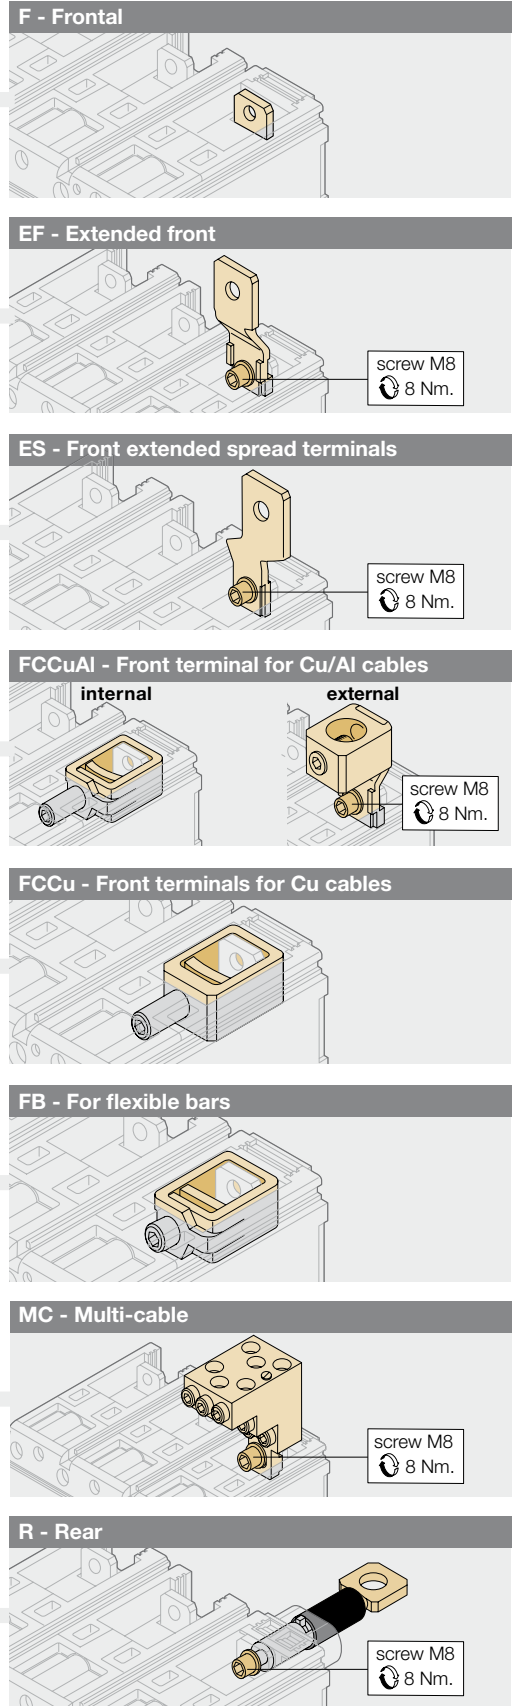 F - Frontal
EF - Extended front
screw M8
8 Nm.
ES - Front extended spread terminals
screw M8
8 Nm.
FCCuAl - Front terminal for Cu/Al cables
internal
external
screw M8
8 Nm.
FCCu - Front terminals for Cu cables
FB - For flexible bars
MC - Multi-cable
screw M8
8 Nm.
R - Rear
screw M8
8 Nm.